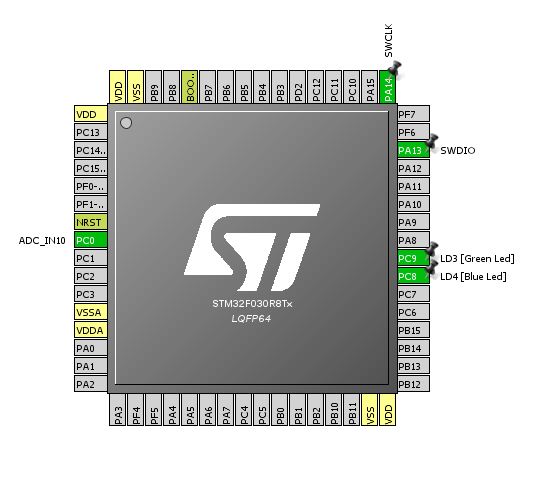 SWCLK
VDD
VSS
PB9
PB8
BOO..
PB7
PB6
PB5
PB4
PB3
PD2
PC12
PC11
PC10
PA15
PA14
VDD
PC13
PC14..
PC15..
PF0-..
PF1-..
NRST
ADC_IN10 PC0
PC1
PC2
PC3
VSSA
VDDA
PA0
PA1
PA2
ST
STM32F030R8Tx
LQFP64
PF7
PF6
PA13 SWDIO
PA12
PA11
PA10
PA9
PA8
PC9 LD3 [Green Led]
PC8 LD4 [Blue Led]
PC7
PC6
PB15
PB14
PB13
PB12
PA3
PF4
PF5
PA4
PA5
PA6
PA7
PC4
PC5
PB0
PB1
PB2
PB10
PB11
VSS
VDD